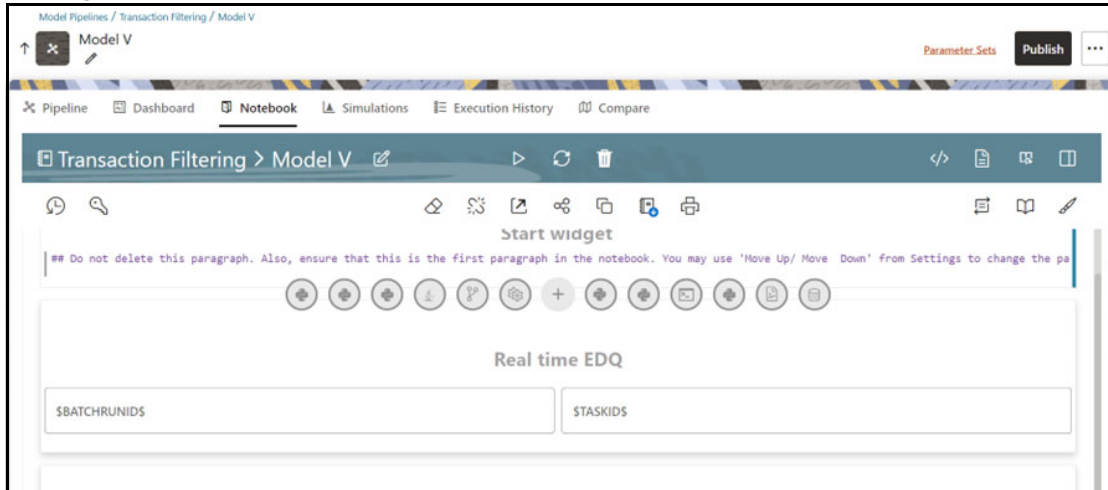 Model Pipelines / Transaction Filtering / Model V
Model V
Parameter Sets
Publish
Pipeline
Dashboard
Notebook
Simulations
Execution History
Compare
Transaction Filtering > Model V
</>
Start widget
## Do not delete this paragraph. Also, ensure that this is the first paragraph in the notebook. You may use 'Move Up/ Move Down' from Settings to change the pa
Real time EDQ
$BATCHRUNID$
$TASKID$